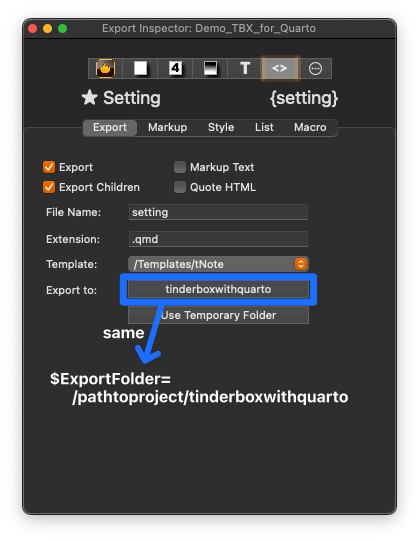 Export Inspector: Demo_TBX_for_Quarto
4 T <>
★ Setting {setting}
Export Markup Style List Macro
Export Markup Text
Export Children Quote HTML
File Name: setting
Extension: .qmd
Template: /Templates/tNote
Export to: tinderboxwithquarto
Use Temporary Folder
same
$ExportFolder=
/pathtoproject/tinderboxwithquarto